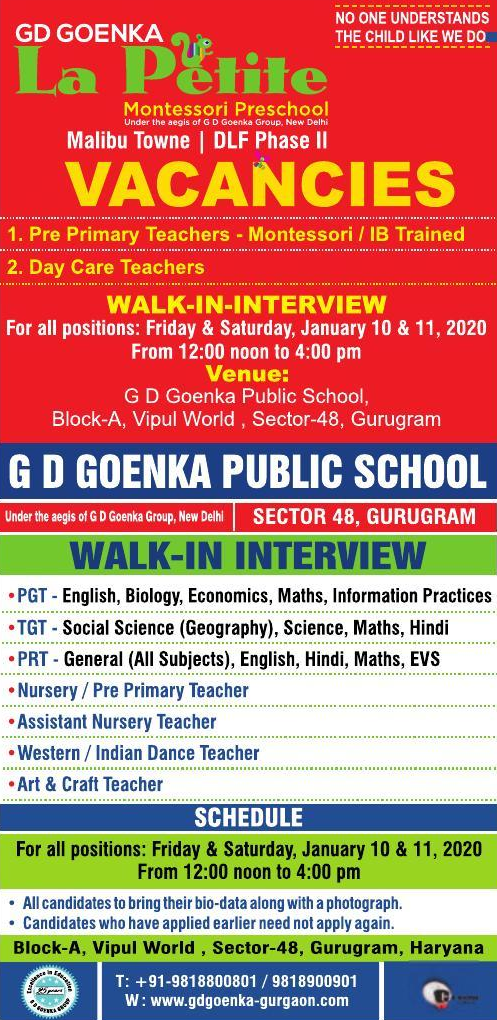 GD GOENKA
La Petite
Montessori Preschool
Under the aegis of G D Goenka Group, New Delhi
NO ONE UNDERSTANDS
THE CHILD LIKE WE DO
Malibu Towne | DLF Phase II
VACANCIES
1. Pre Primary Teachers - Montessori / IB Trained
2. Day Care Teachers
WALK-IN-INTERVIEW
For all positions: Friday & Saturday, January 10 & 11, 2020
From 12:00 noon to 4:00 pm
Venue:
G D Goenka Public School,
Block-A, Vipul World , Sector-48, Gurugram
G D GOENKA PUBLIC SCHOOL
Under the aegis of G D Goenka Group, New Delhi | SECTOR 48, GURUGRAM
WALK-IN INTERVIEW
• PGT - English, Biology, Economics, Maths, Information Practices
• TGT - Social Science (Geography), Science, Maths, Hindi
• PRT - General (All Subjects), English, Hindi, Maths, EVS
• Nursery / Pre Primary Teacher
• Assistant Nursery Teacher
• Western / Indian Dance Teacher
• Art & Craft Teacher
SCHEDULE
For all positions: Friday & Saturday, January 10 & 11, 2020
From 12:00 noon to 4:00 pm
• All candidates to bring their bio-data along with a photograph.
• Candidates who have applied earlier need not apply again.
Block-A, Vipul World , Sector-48, Gurugram, Haryana
Excellence in Education
25 years
G D GOENKA GROUP
T: +91-9818800801 / 9818900901
W: www.gdgoenka-gurgaon.com